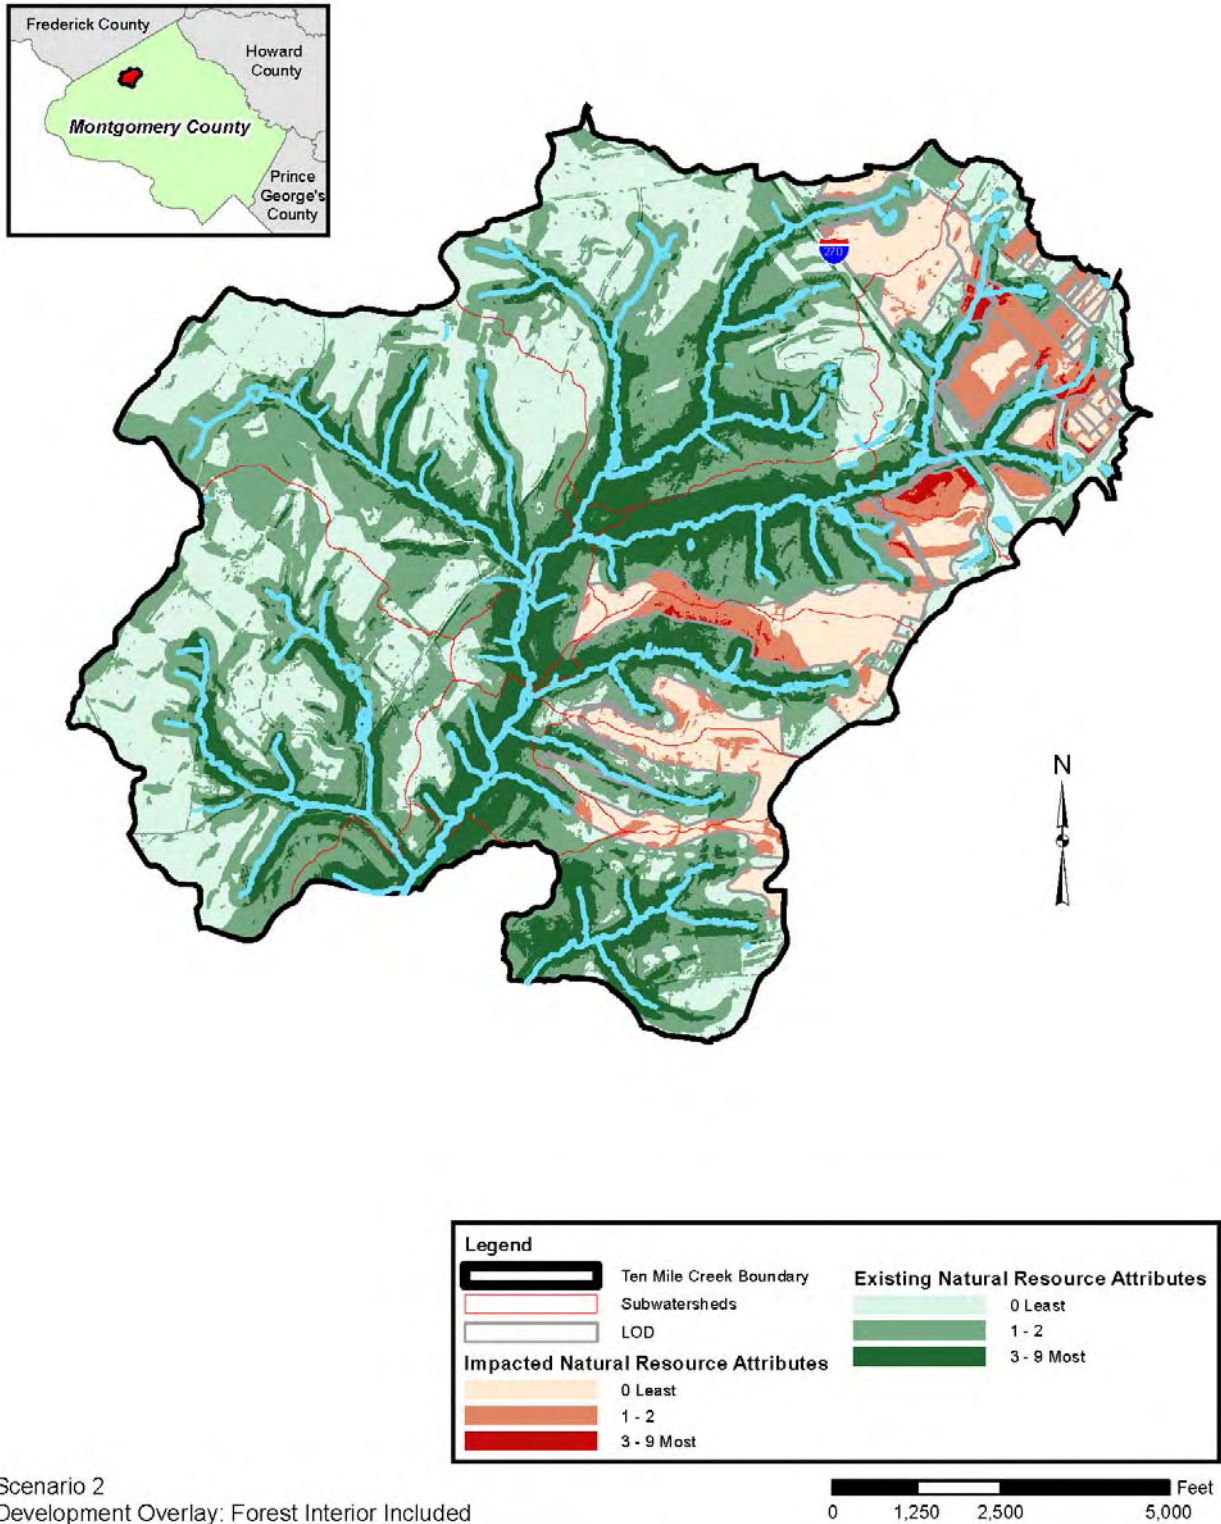 Frederick County
Howard
County
Montgomery County
Prince
George's
County
270
N
Legend
Ten Mile Creek Boundary
Subwatersheds
LOD
Impacted Natural Resource Attributes
0 Least
1 - 2
3 - 9 Most
Existing Natural Resource Attributes
0 Least
1 - 2
3 - 9 Most
Scenario 2
Development Overlay: Forest Interior Included
Feet
0 1,250 2,500 5,000